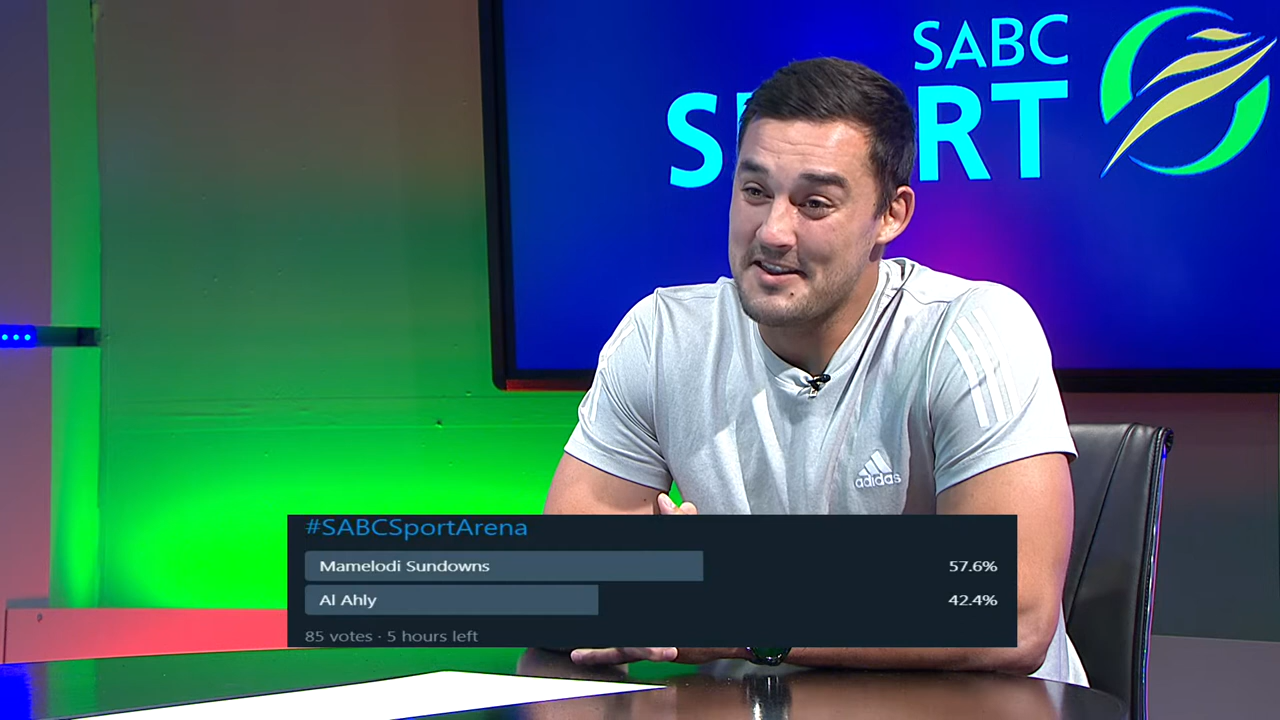 SABC
SPORT
adidas
#SABCSportArena
Mamelodi Sundowns 57.6%
Al Ahly 42.4%
85 votes · 5 hours left